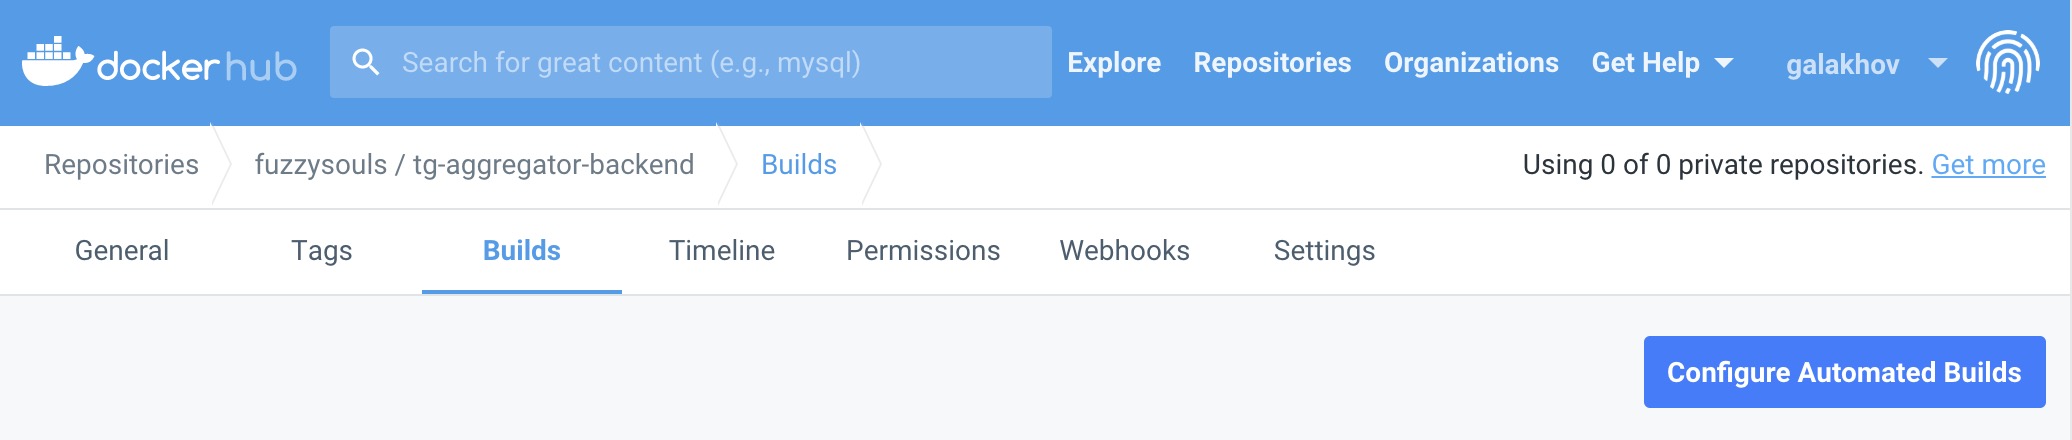 docker hub Search for great content (e.g., mysql) Explore Repositories Organizations Get Help galakhov
Repositories fuzzysouls / tg-aggregator-backend Builds Using 0 of 0 private repositories. Get more
General Tags Builds Timeline Permissions Webhooks Settings
Configure Automated Builds